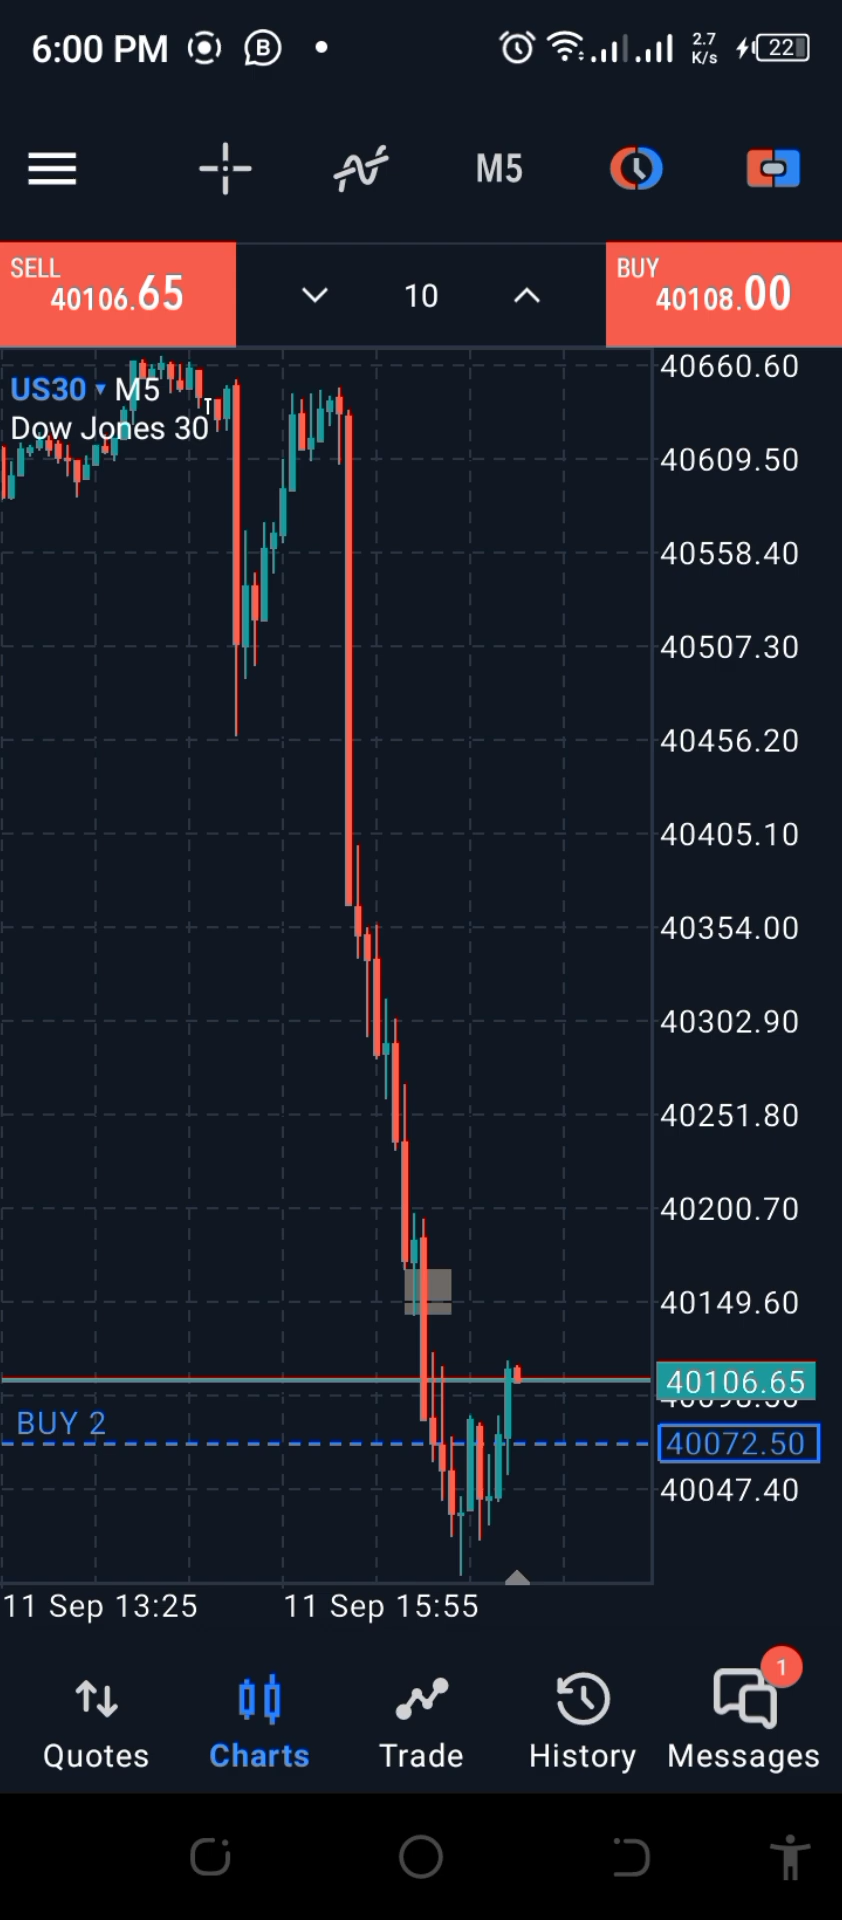 6:00 PM
B
2.7
K/s
22
M5
SELL
40106.65
10
BUY
40108.00
US30 ▾ M5
Dow Jones 30
T
40660.60
40609.50
40558.40
40507.30
40456.20
40405.10
40354.00
40302.90
40251.80
40200.70
40149.60
40106.65
BUY 2
40072.50
40047.40
11 Sep 13:25
11 Sep 15:55
1
Quotes
Charts
Trade
History
Messages